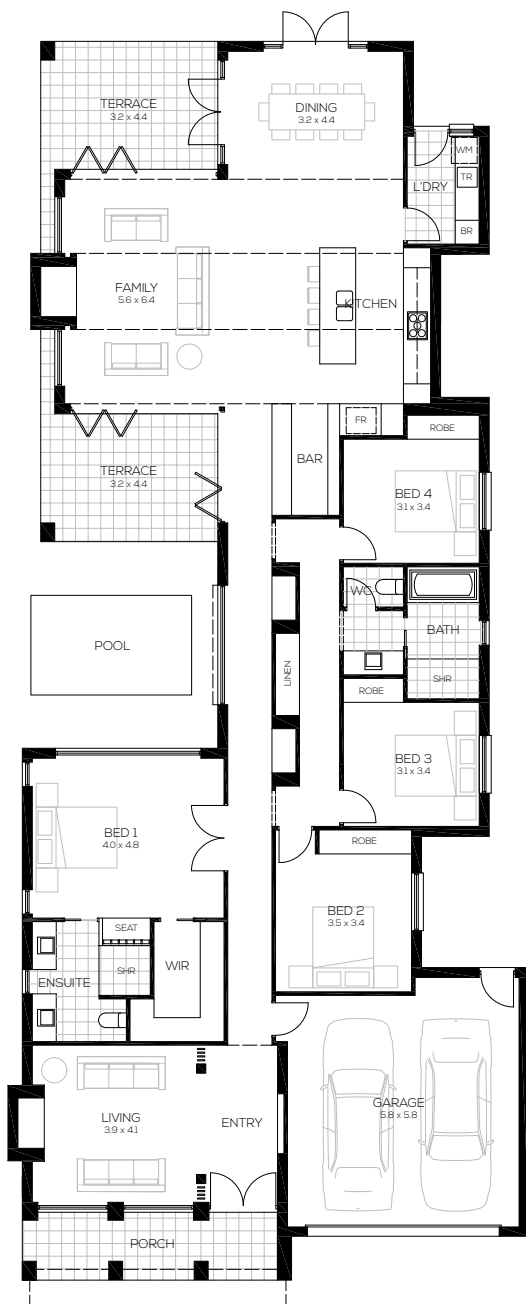 TERRACE
3.2 x 4.4
DINING
3.2 x 4.4
WM
TR
L'DRY
BR
FAMILY
5.6 x 6.4
KITCHEN
FR
ROBE
BAR
TERRACE
3.2 x 4.4
BED 4
3.1 x 3.4
WC
BATH
POOL
LINEN
SHR
ROBE
BED 3
3.1 x 3.4
BED 1
4.0 x 4.8
ROBE
BED 2
3.5 x 3.4
SEAT
WIR
SHR
ENSUITE
GARAGE
5.8 x 5.8
LIVING
3.9 x 4.1
ENTRY
PORCH